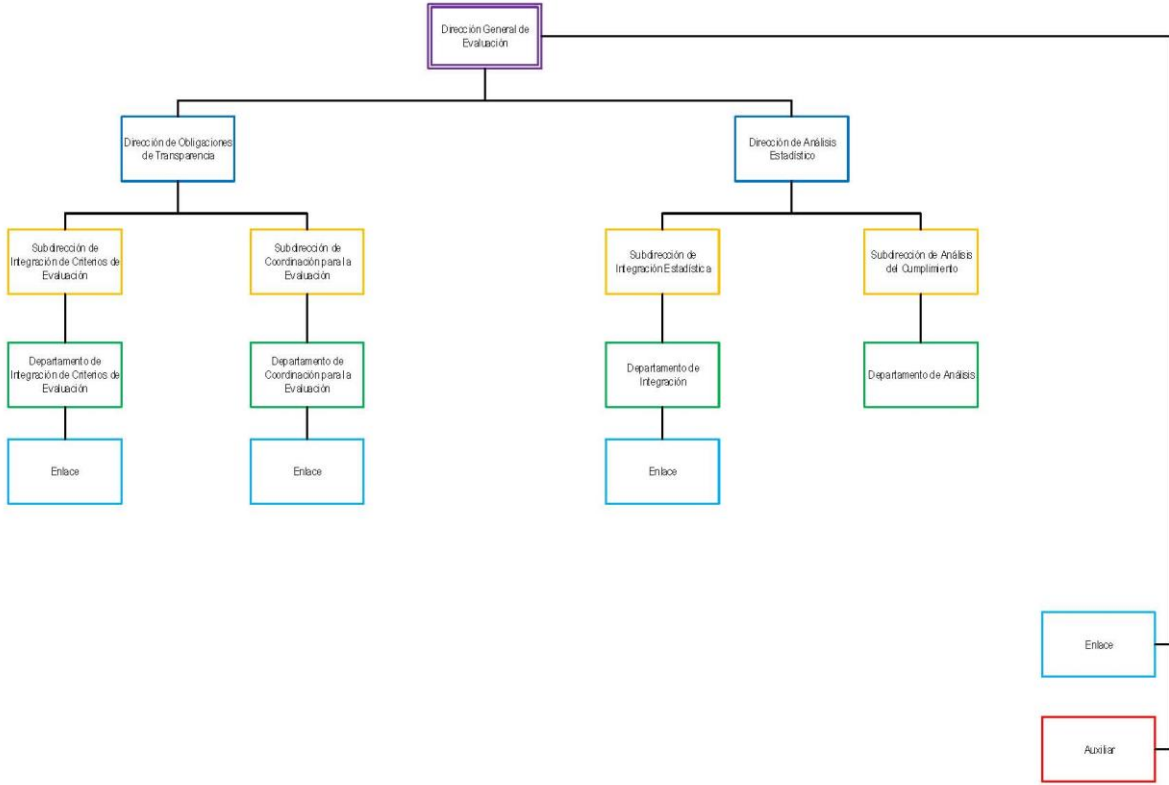 Dirección General de
Evaluación
Dirección de Obligaciones
de Transparencia
Dirección de Análisis
Estadístico
Subdirección de
Integración de Criterios de
Evaluación
Subdirección de
Coordinación para la
Evaluación
Subdirección de
Integración Estadística
Subdirección de Análisis
del Cumplimiento
Departamento de
Integración de Criterios de
Evaluación
Departamento de
Coordinación para la
Evaluación
Departamento de
Integración
Departamento de Análisis
Enlace
Enlace
Enlace
Enlace
Auxiliar